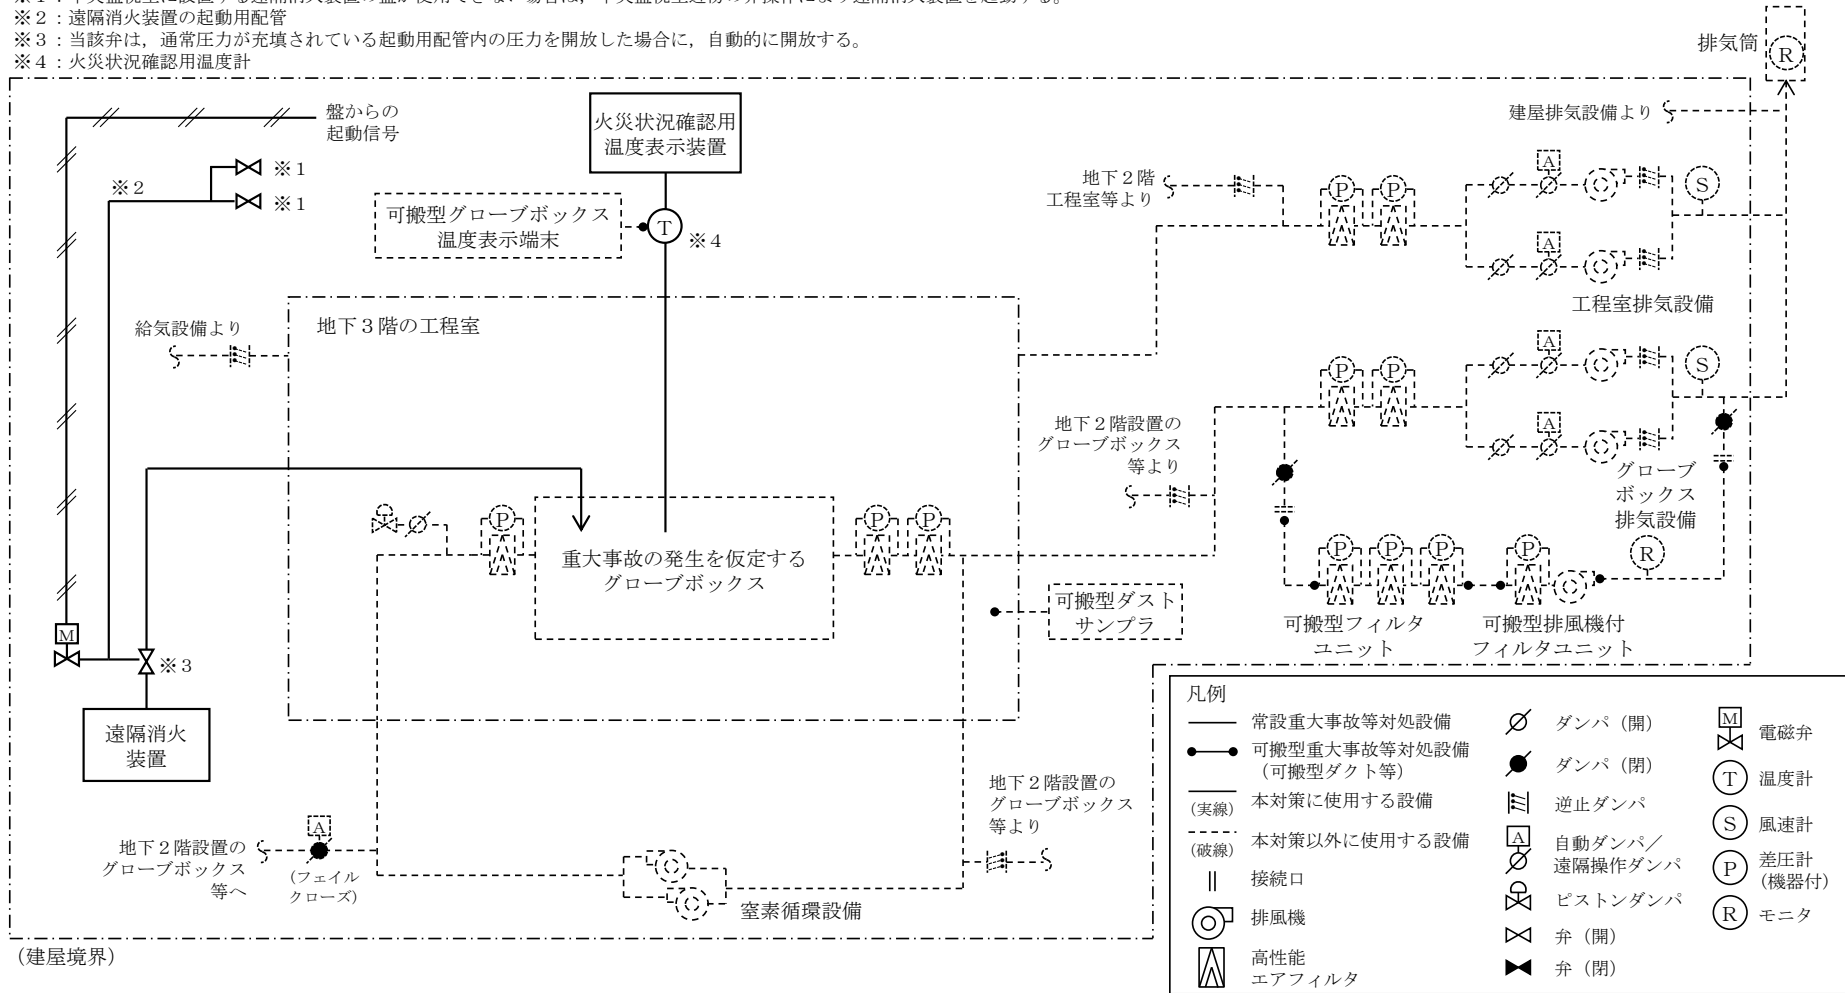 ※２：遠隔消火装置の起動用配管
※３：当該弁は，通常圧力が充填されている起動用配管内の圧力を開放した場合に，自動的に開放する。
※４：火災状況確認用温度計
排気筒
R
盤からの
起動信号
※１
※２
※１
火災状況確認用
温度表示装置
可搬型グローブボックス
温度表示端末
T
※４
建屋排気設備より
地下２階
工程室等より
P
P
A
S
A
工程室排気設備
給気設備より
地下３階の工程室
P
P
A
S
A
地下２階設置の
グローブボックス
等より
グローブ
ボックス
排気設備
R
P
重大事故の発生を仮定する
グローブボックス
P
P
P
P
P
P
可搬型フィルタ
ユニット
可搬型排風機付
フィルタユニット
可搬型ダスト
サンプラ
M
※３
遠隔消火
装置
地下２階設置の
グローブボックス
等へ
A
（フェイル
クローズ）
窒素循環設備
地下２階設置の
グローブボックス
等より
（建屋境界）
凡例
常設重大事故等対処設備
可搬型重大事故等対処設備
（可搬型ダクト等）
（実線）
本対策に使用する設備
（破線）
本対策以外に使用する設備
接続口
排風機
高性能
エアフィルタ
ダンパ（開）
ダンパ（閉）
逆止ダンパ
A
自動ダンパ／
遠隔操作ダンパ
ピストンダンパ
弁（開）
弁（閉）
M
電磁弁
T
温度計
S
風速計
P
差圧計
（機器付）
R
モニタ